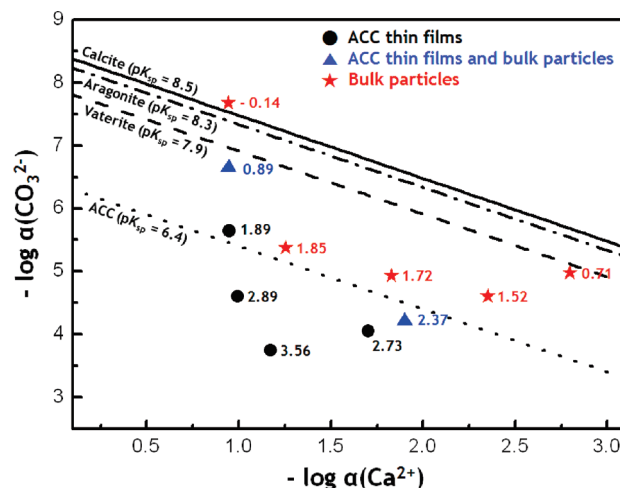 ACC thin films
ACC thin films and bulk particles
Bulk particles
Calcite (pKsp = 8.5)
Aragonite (pKsp = 8.3)
Vaterite (pKsp = 7.9)
ACC (pKsp = 6.4)
- 0.14
0.89
1.89
1.85
1.72
1.52
0.71
2.89
2.37
3.56
2.73
9
8
7
6
5
4
3
0.5
1.0
1.5
2.0
2.5
3.0
- log α(CO₃²⁻)
- log α(Ca²⁺)